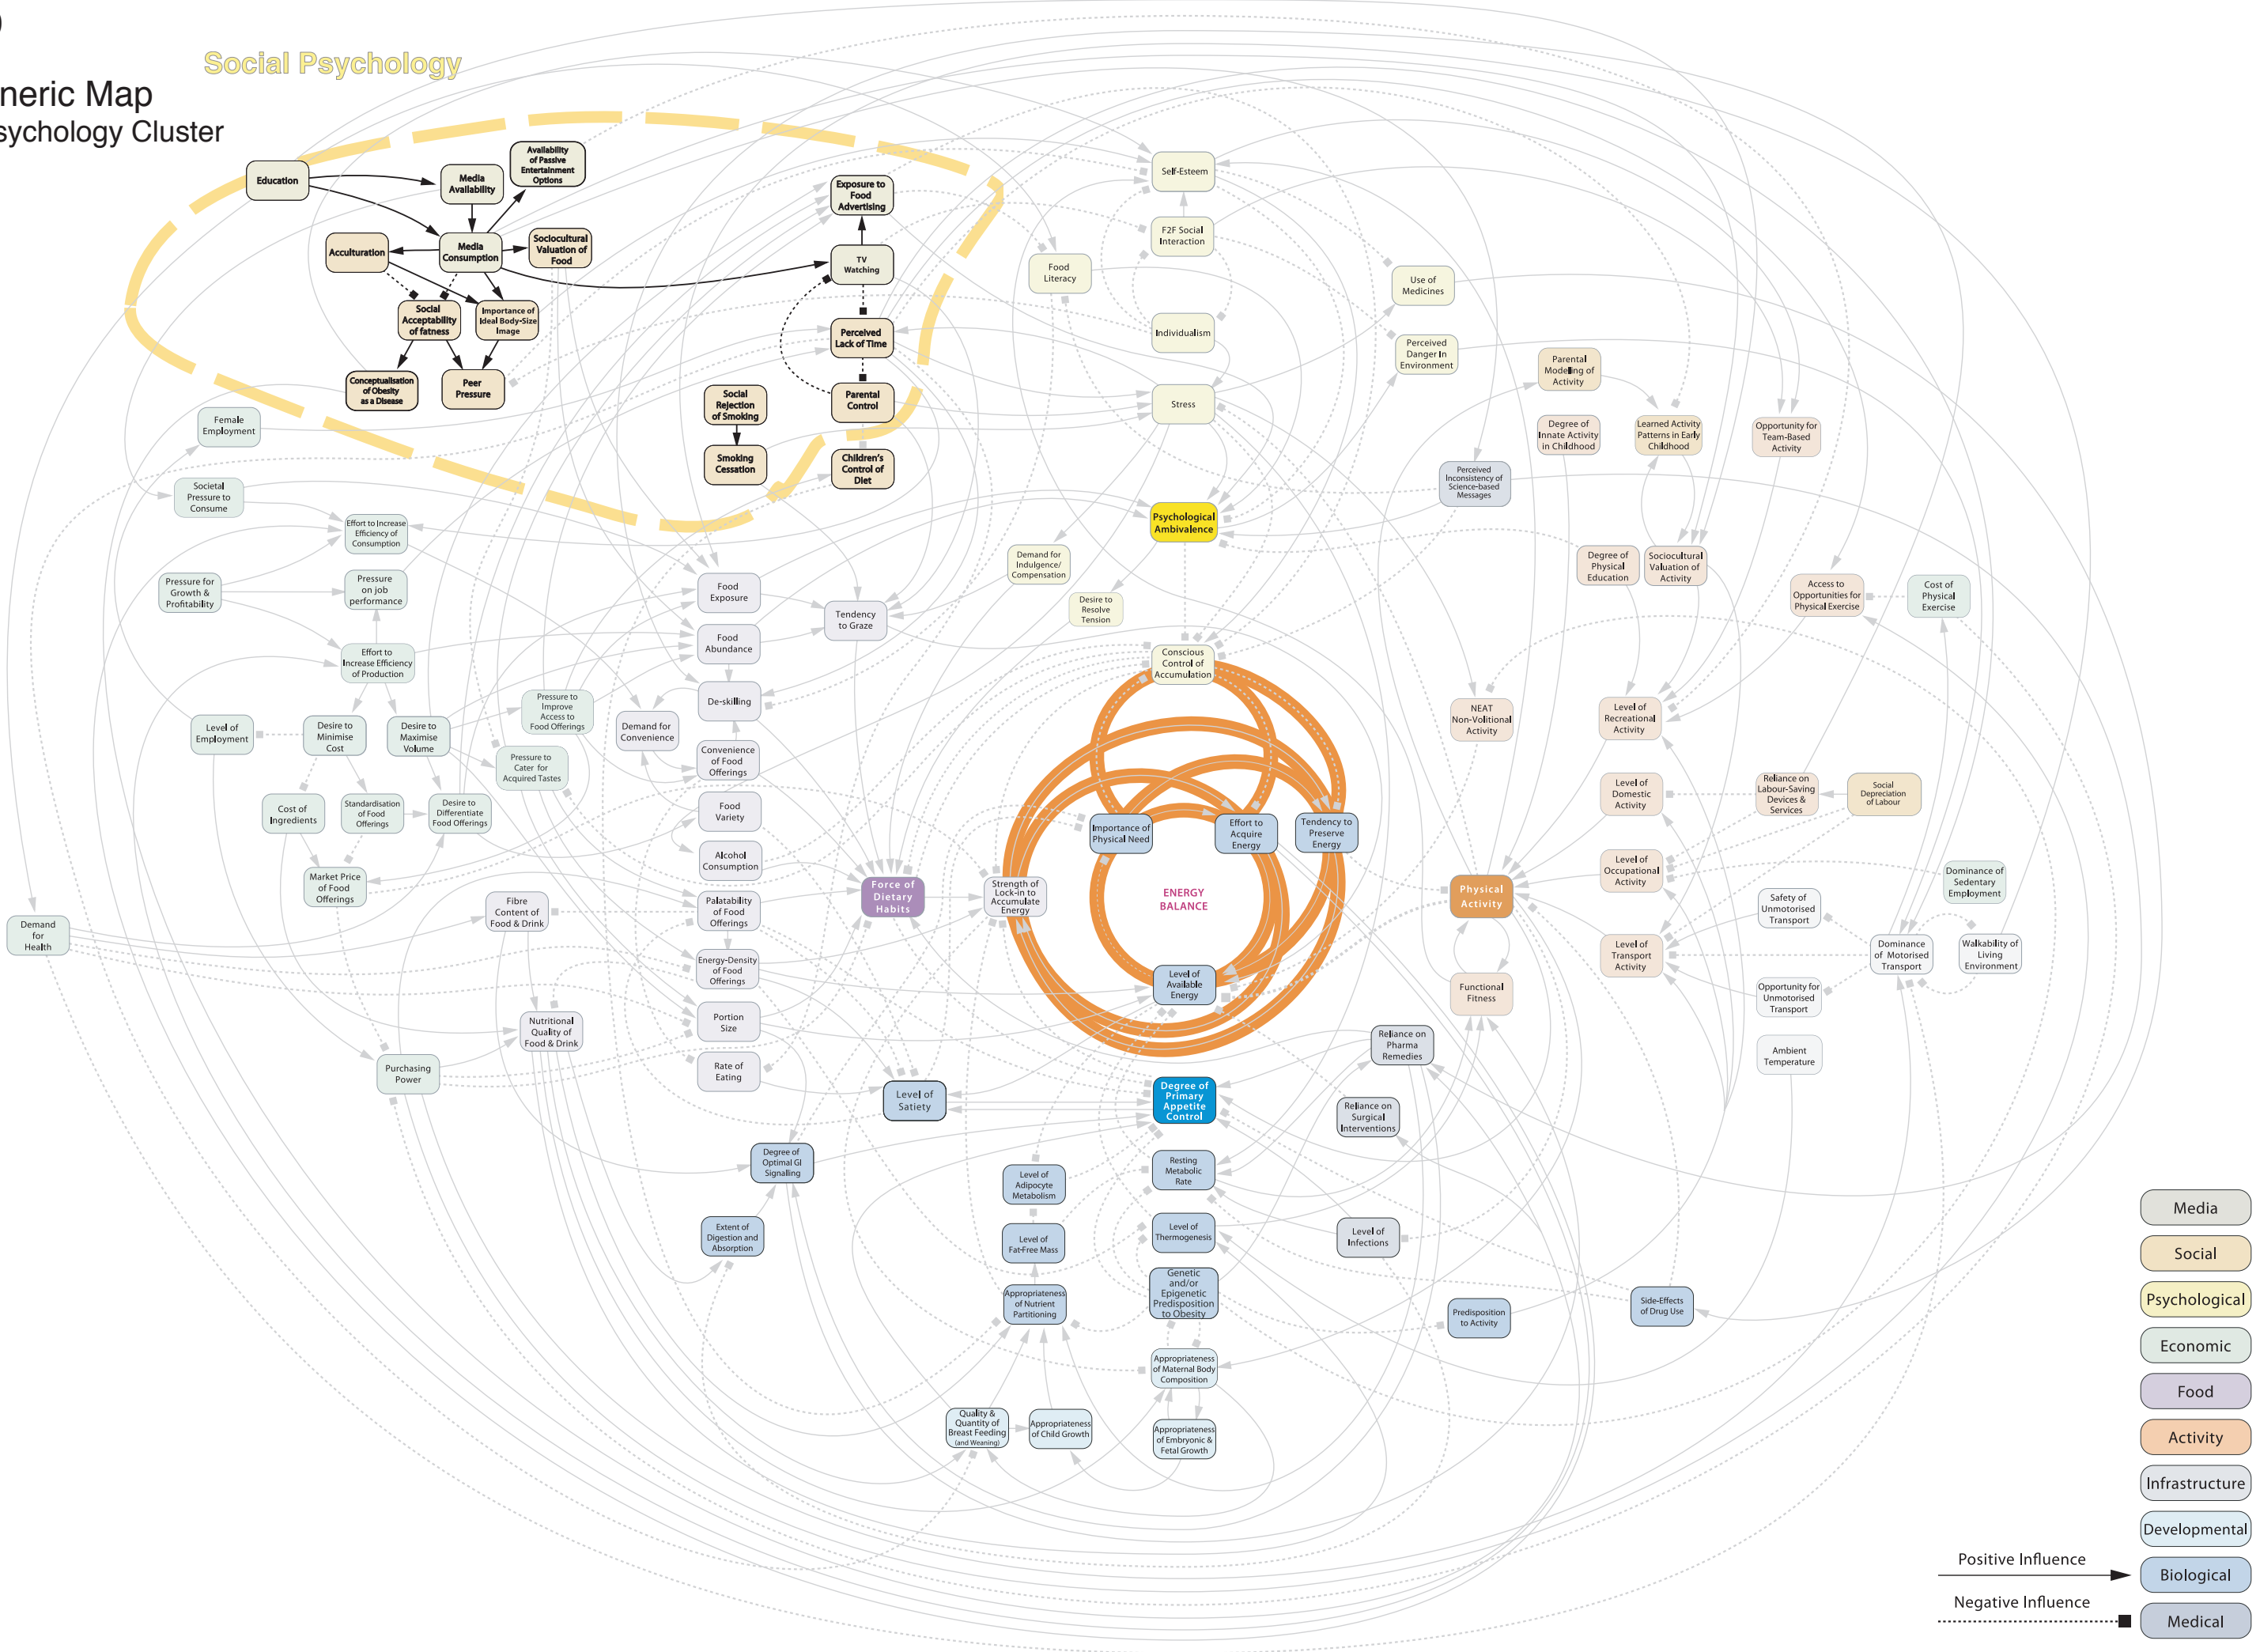 Social Psychology
neric Map
sychology Cluster
Education
Media
Availability
Availability
of Passive
Entertainment
Options
Acculturation
Media
Consumption
Sociocultural
Valuation of
Food
Social
Acceptability
of fatness
Importance of
Ideal Body-Size
Image
Conceptualisation
of Obesity
as a Disease
Peer
Pressure
Exposure to
Food
Advertising
TV
Watching
Perceived
Lack of Time
Parental
Control
Social
Rejection
of Smoking
Smoking
Cessation
Children's
Control of
Diet
Self-Esteem
F2F Social
Interaction
Food
Literacy
Individualism
Stress
Use of
Medicines
Perceived
Danger In
Environment
Parental
Modeling of
Activity
Degree of
Innate Activity
in Childhood
Learned Activity
Patterns in Early
Childhood
Opportunity for
Team-Based
Activity
Perceived
Inconsistency of
Science-based
Messages
Psychological
Ambivalence
Demand for
Indulgence/
Compensation
Desire to
Resolve
Tension
Degree of
Physical
Education
Sociocultural
Valuation of
Activity
Access to
Opportunities for
Physical Exercise
Cost of
Physical
Exercise
Female
Employment
Societal
Pressure to
Consume
Effort to Increase
Efficiency of
Consumption
Pressure for
Growth &
Profitability
Pressure
on job
performance
Effort to
Increase Efficiency
of Production
Level of
Employment
Desire to
Minimise
Cost
Desire to
Maximise
Volume
Pressure to
Improve
Access to
Food Offerings
Pressure to
Cater for
Acquired Tastes
Cost of
Ingredients
Standardisation
of Food
Offerings
Desire to
Differentiate
Food Offerings
Market Price
of Food
Offerings
Demand
for
Health
Purchasing
Power
Fibre
Content of
Food & Drink
Nutritional
Quality of
Food & Drink
Food
Exposure
Food
Abundance
Tendency
to Graze
De-skilling
Demand for
Convenience
Convenience
of Food
Offerings
Food
Variety
Alcohol
Consumption
Palatability
of Food
Offerings
Energy-Density
of Food
Offerings
Portion
Size
Rate of
Eating
Force of
Dietary
Habits
Strength of
Lock-in to
Accumulate
Energy
Conscious
Control of
Accumulation
Importance of
Physical Need
Effort to
Acquire
Energy
Tendency to
Preserve
Energy
ENERGY
BALANCE
Level of
Available
Energy
NEAT
Non-Volitional
Activity
Level of
Recreational
Activity
Level of
Domestic
Activity
Reliance on
Labour-Saving
Devices &
Services
Social
Depreciation
of Labour
Level of
Occupational
Activity
Physical
Activity
Dominance of
Sedentary
Employment
Safety of
Unmotorised
Transport
Level of
Transport
Activity
Dominance
of Motorised
Transport
Walkability of
Living
Environment
Opportunity for
Unmotorised
Transport
Functional
Fitness
Ambient
Temperature
Reliance on
Pharma
Remedies
Level of
Satiety
Degree of
Primary
Appetite
Control
Reliance on
Surgical
Interventions
Degree of
Optimal GI
Signalling
Level of
Adipocyte
Metabolism
Resting
Metabolic
Rate
Extent of
Digestion and
Absorption
Level of
Fat-Free Mass
Level of
Thermogenesis
Level of
Infections
Appropriateness
of Nutrient
Partitioning
Genetic
and/or
Epigenetic
Predisposition
to Obesity
Predisposition
to Activity
Side-Effects
of Drug Use
Appropriateness
of Maternal Body
Composition
Quality &
Quantity of
Breast Feeding
(and Weaning)
Appropriateness
of Child Growth
Appropriateness
of Embryonic &
Fetal Growth
Media
Social
Psychological
Economic
Food
Activity
Infrastructure
Developmental
Biological
Medical
Positive Influence
Negative Influence